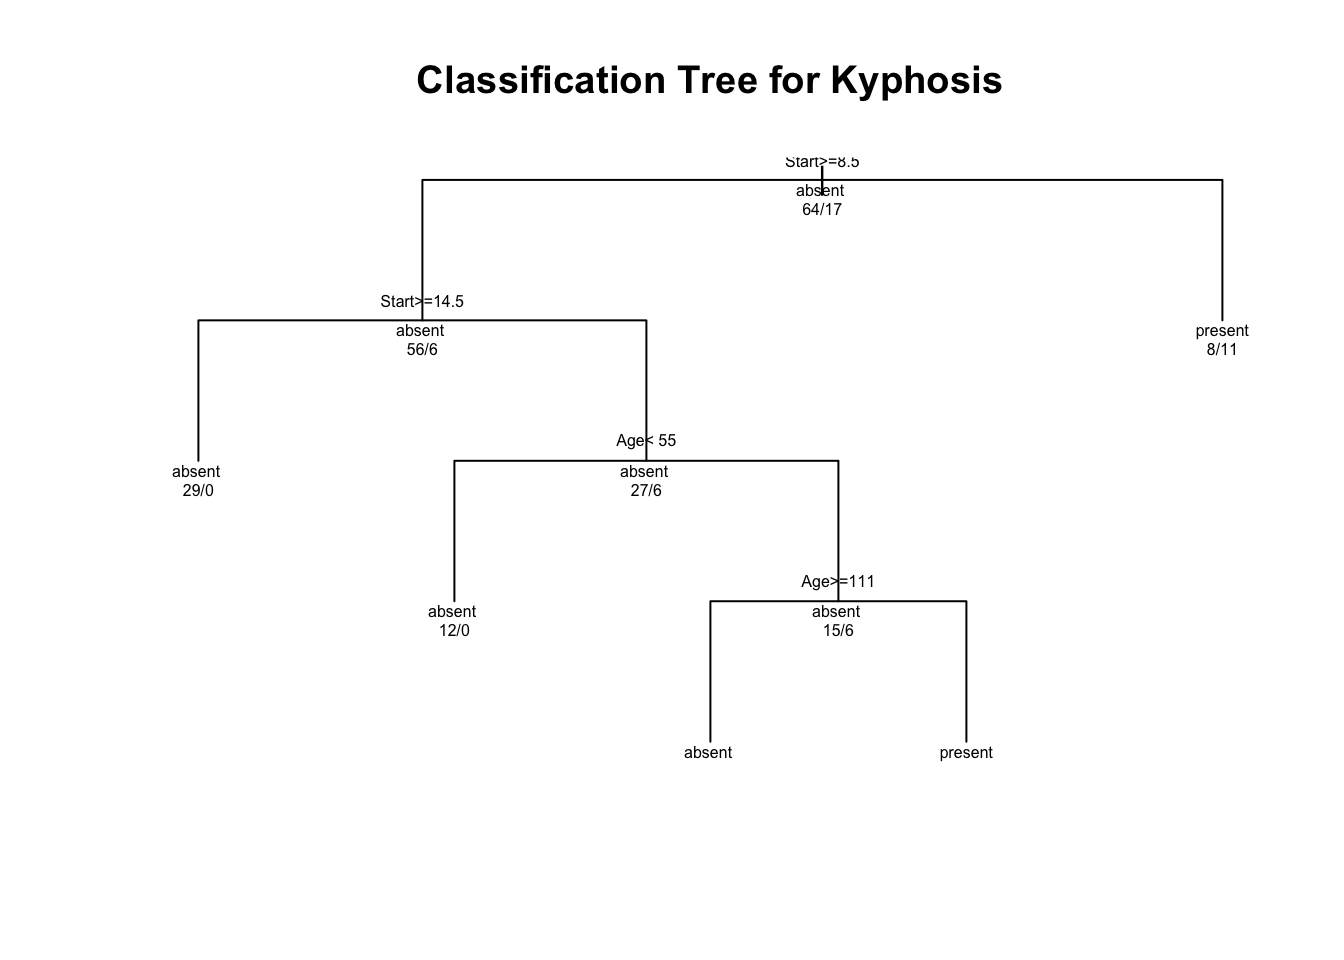 Classification Tree for Kyphosis
Start>=8.5
absent
64/17
Start>=14.5
absent
56/6
present
8/11
Age< 55
absent
27/6
absent
29/0
Age>=111
absent
15/6
absent
12/0
absent
present